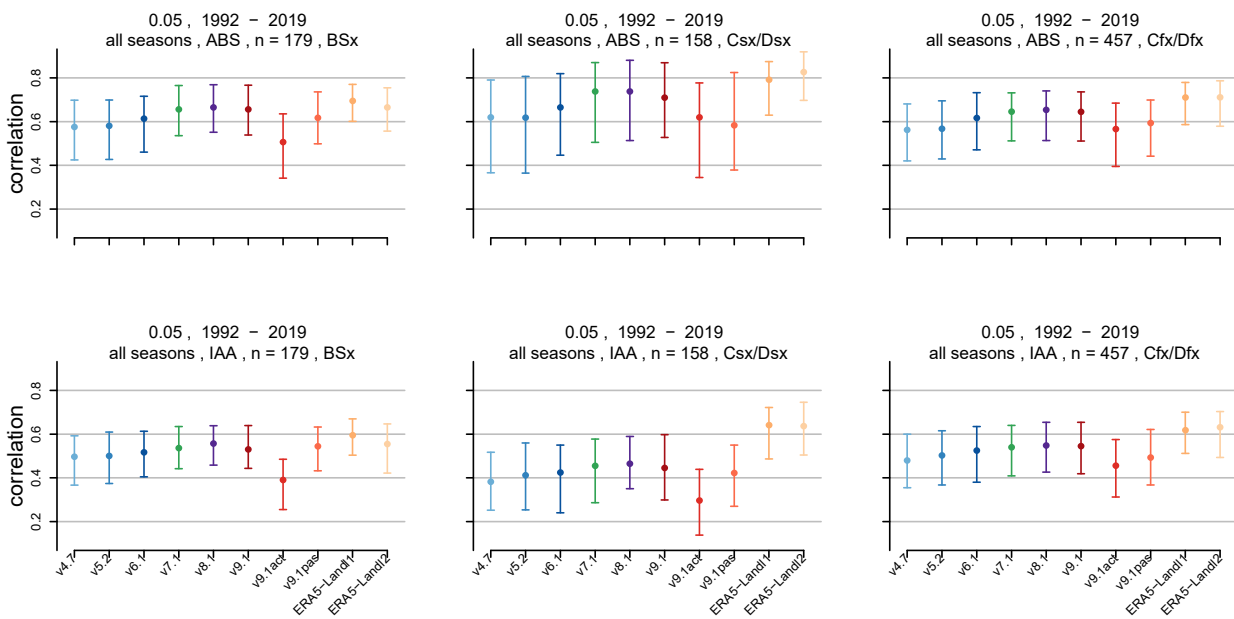 0.05 , 1992 − 2019
all seasons , ABS , n = 179 , BSx
0.05 , 1992 − 2019
all seasons , ABS , n = 158 , Csx/Dsx
0.05 , 1992 − 2019
all seasons , ABS , n = 457 , Cfx/Dfx
correlation
0.8
0.6
0.4
0.2
0.05 , 1992 − 2019
all seasons , IAA , n = 179 , BSx
0.05 , 1992 − 2019
all seasons , IAA , n = 158 , Csx/Dsx
0.05 , 1992 − 2019
all seasons , IAA , n = 457 , Cfx/Dfx
correlation
0.8
0.6
0.4
0.2
v4.7
v5.2
v6.1
v7.1
v8.1
v9.1
v9.1act
v9.1pas
ERA5−Landl1
ERA5−Landl2
v4.7
v5.2
v6.1
v7.1
v8.1
v9.1
v9.1act
v9.1pas
ERA5−Landl1
ERA5−Landl2
v4.7
v5.2
v6.1
v7.1
v8.1
v9.1
v9.1act
v9.1pas
ERA5−Landl1
ERA5−Landl2